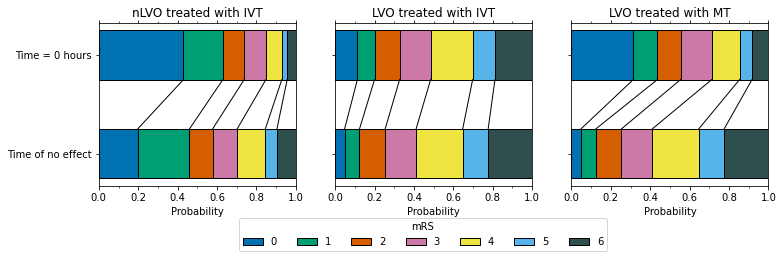 nLVO treated with IVT
LVO treated with IVT
LVO treated with MT
Time = 0 hours
Time of no effect
0.0 0.2 0.4 0.6 0.8 1.0
0.0 0.2 0.4 0.6 0.8 1.0
0.0 0.2 0.4 0.6 0.8 1.0
Probability
Probability
Probability
mRS
0 1 2 3 4 5 6